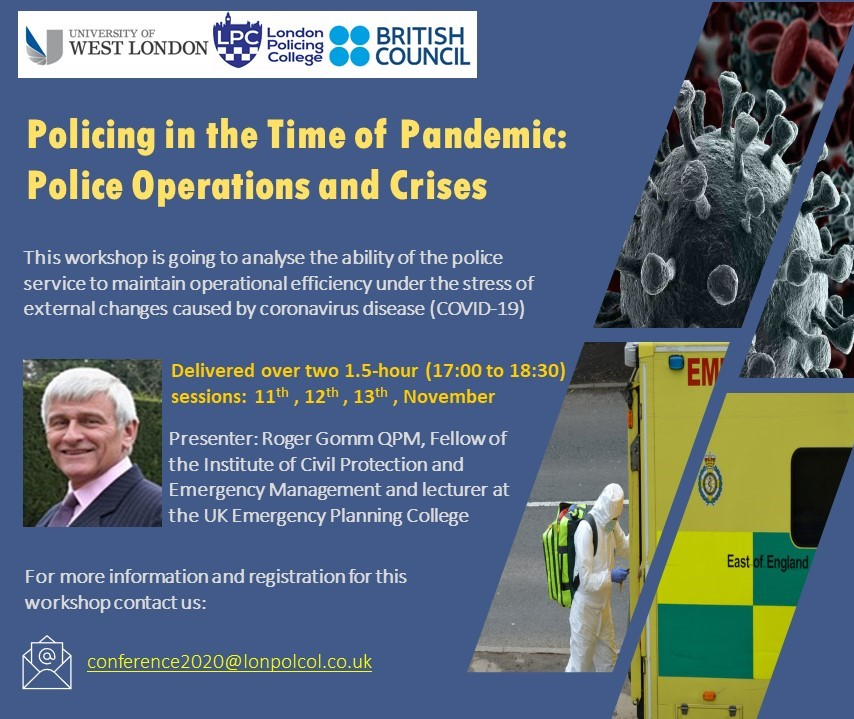 UNIVERSITY OF
WEST LONDON
LPC
London
Policing
College
BRITISH
COUNCIL
Policing in the Time of Pandemic:
Police Operations and Crises
This workshop is going to analyse the ability of the police
service to maintain operational efficiency under the stress of
external changes caused by coronavirus disease (COVID-19)
Delivered over two 1.5-hour (17:00 to 18:30)
sessions: 11th , 12th , 13th , November
Presenter: Roger Gomm QPM, Fellow of
the Institute of Civil Protection and
Emergency Management and lecturer at
the UK Emergency Planning College
For more information and registration for this
workshop contact us:
@
conference2020@lonpolcol.co.uk
EM
East of England